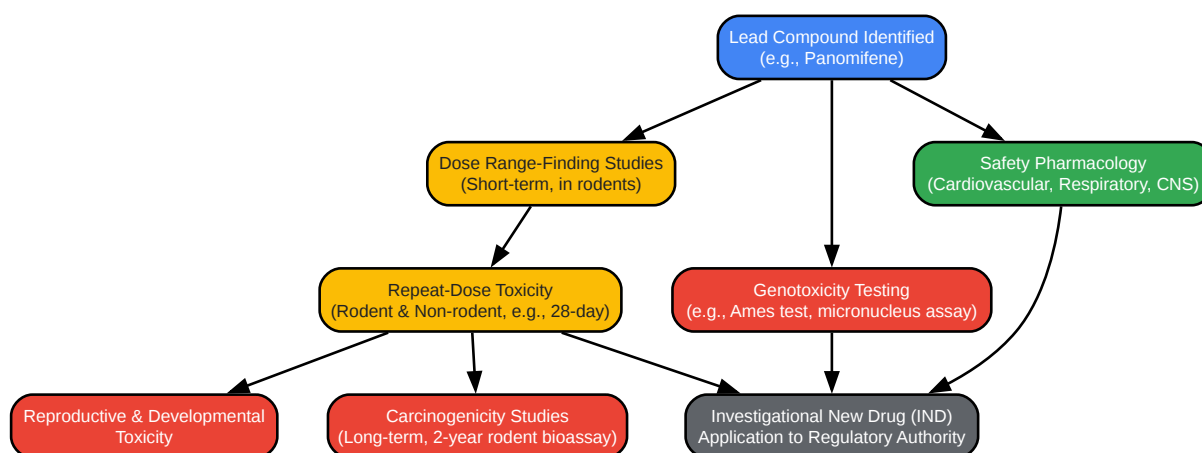 Lead Compound Identified
(e.g., Panomifene)
Dose Range-Finding Studies
(Short-term, in rodents)
Safety Pharmacology
(Cardiovascular, Respiratory, CNS)
Repeat-Dose Toxicity
(Rodent & Non-rodent, e.g., 28-day)
Genotoxicity Testing
(e.g., Ames test, micronucleus assay)
Reproductive & Developmental
Toxicity
Carcinogenicity Studies
(Long-term, 2-year rodent bioassay)
Investigational New Drug (IND)
Application to Regulatory Authority